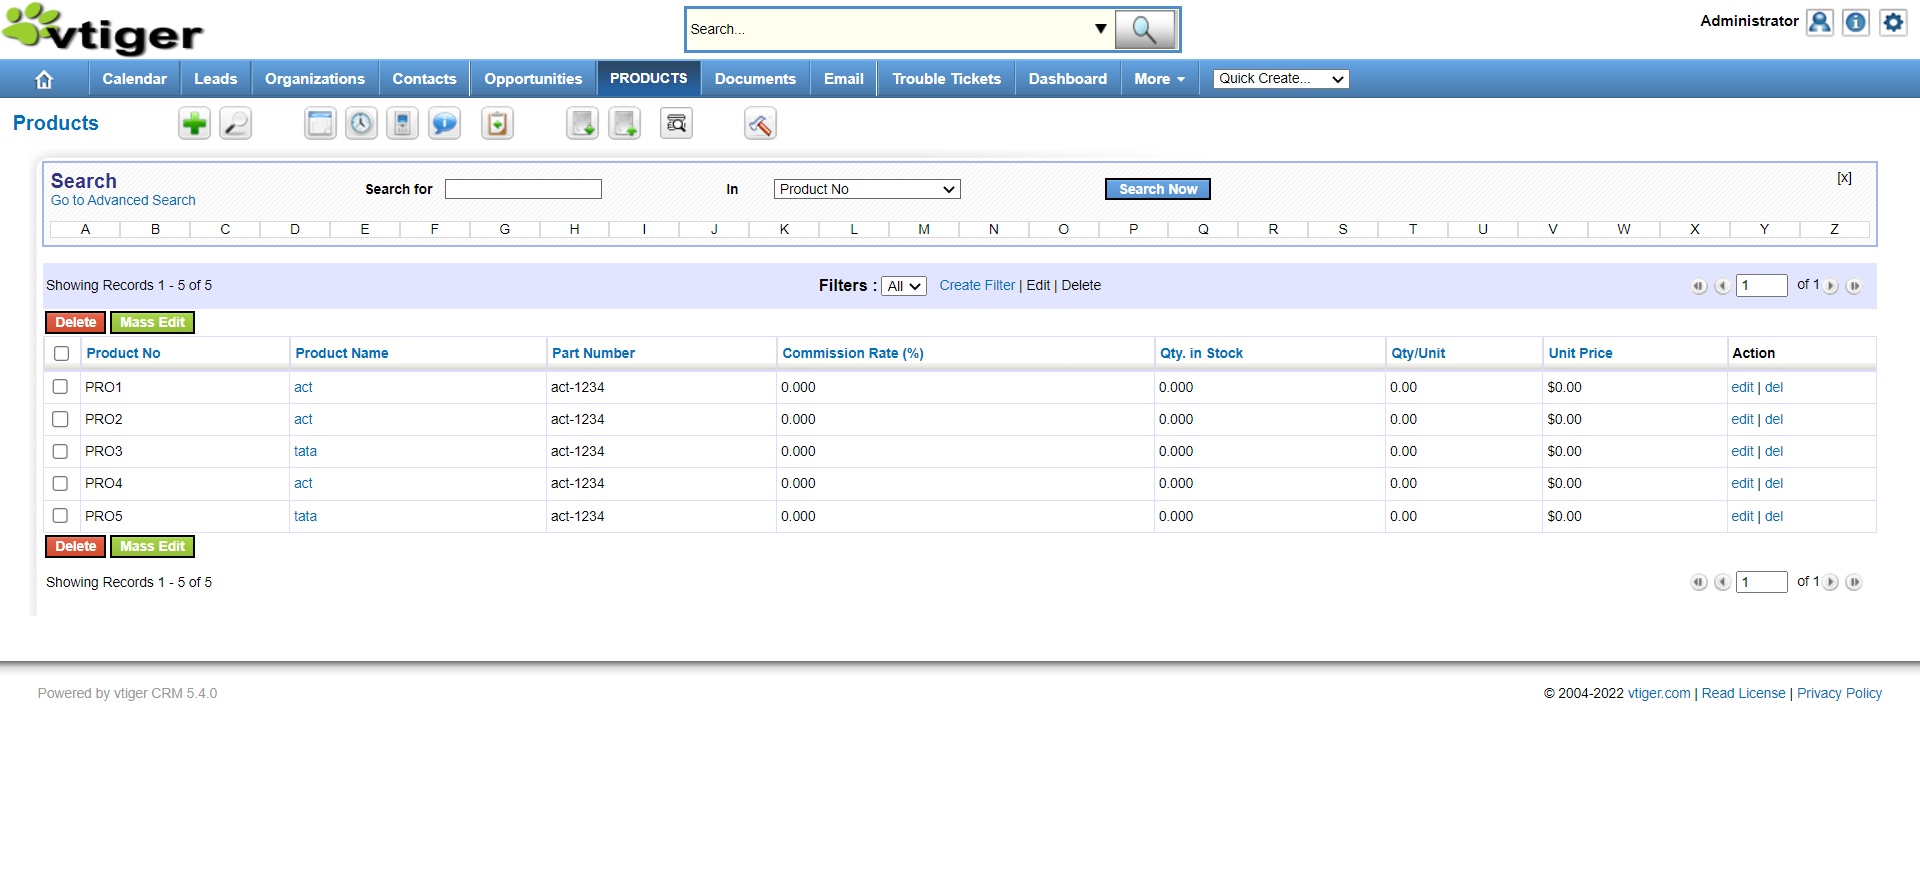 vtiger
Search...
Administrator
Calendar Leads Organizations Contacts Opportunities PRODUCTS Documents Email Trouble Tickets Dashboard More Quick Create...
Products
Search
Go to Advanced Search
Search for In Product No Search Now [x]
A B C D E F G H I J K L M N O P Q R S T U V W X Y Z
Showing Records 1 - 5 of 5 Filters : All Create Filter | Edit | Delete 1 of 1
Delete Mass Edit
Product No Product Name Part Number Commission Rate (%) Qty. in Stock Qty/Unit Unit Price Action
PRO1 act act-1234 0.000 0.000 0.00 $0.00 edit | del
PRO2 act act-1234 0.000 0.000 0.00 $0.00 edit | del
PRO3 tata act-1234 0.000 0.000 0.00 $0.00 edit | del
PRO4 act act-1234 0.000 0.000 0.00 $0.00 edit | del
PRO5 tata act-1234 0.000 0.000 0.00 $0.00 edit | del
Delete Mass Edit
Showing Records 1 - 5 of 5 1 of 1
Powered by vtiger CRM 5.4.0 © 2004-2022 vtiger.com | Read License | Privacy Policy